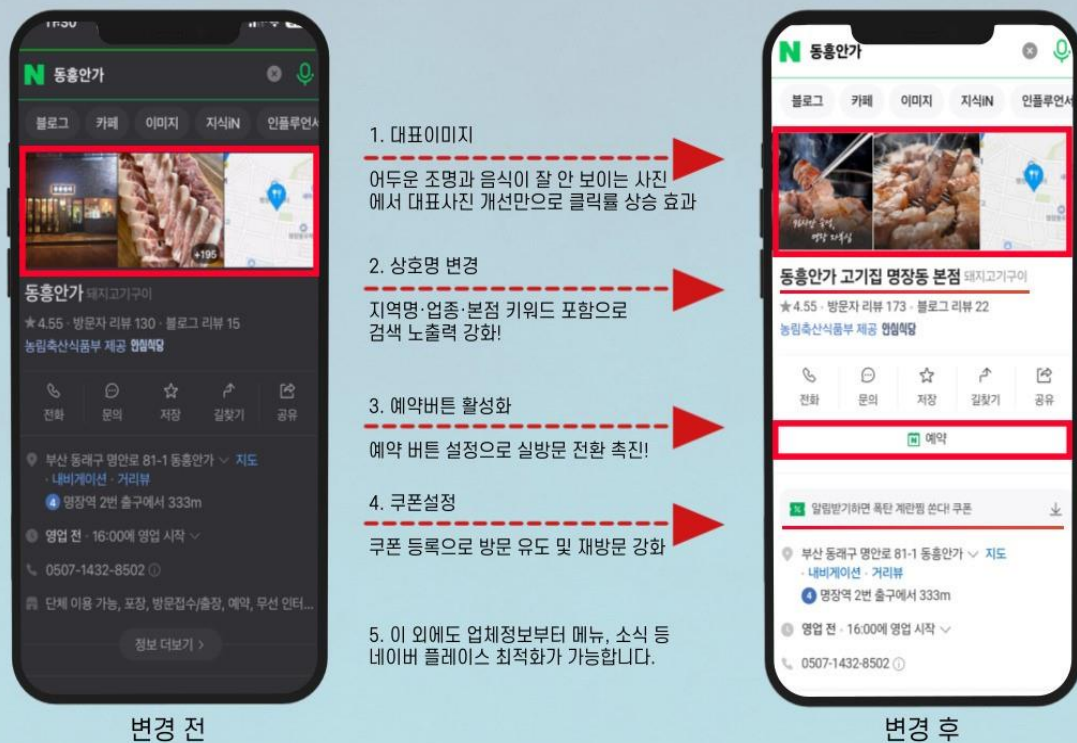 11:30
N 동흥안가
블로그 카페 이미지 지식iN 인플루언서
+195
동흥안가 돼지고기구이
★4.55 · 방문자 리뷰 130 · 블로그 리뷰 15
농림축산식품부 제공 안심식당
전화 문의 저장 길찾기 공유
부산 동래구 명안로 81-1 동흥안가 지도
· 내비게이션 · 거리뷰
4 명장역 2번 출구에서 333m
영업 전 · 16:00에 영업 시작
0507-1432-8502
단체 이용 가능, 포장, 방문접수/출장, 예약, 무선 인터...
정보 더보기 >
변경 전
1. 대표이미지
어두운 조명과 음식이 잘 안 보이는 사진
에서 대표사진 개선만으로 클릭률 상승 효과
2. 상호명 변경
지역명·업종·본점 키워드 포함으로
검색 노출력 강화!
3. 예약버튼 활성화
예약 버튼 설정으로 실방문 전환 촉진!
4. 쿠폰설정
쿠폰 등록으로 방문 유도 및 재방문 강화
5. 이 외에도 업체정보부터 메뉴, 소식 등
네이버 플레이스 최적화가 가능합니다.
N 동흥안가
블로그 카페 이미지 지식iN 인플루언서
동흥안가 고기집 명장동 본점 돼지고기구이
★4.55 · 방문자 리뷰 173 · 블로그 리뷰 22
농림축산식품부 제공 안심식당
전화 문의 저장 길찾기 공유
N 예약
알림받기하면 폭탄 계란찜 쏜다! 쿠폰
부산 동래구 명안로 81-1 동흥안가 지도
· 내비게이션 · 거리뷰
4 명장역 2번 출구에서 333m
영업 전 · 16:00에 영업 시작
0507-1432-8502
변경 후